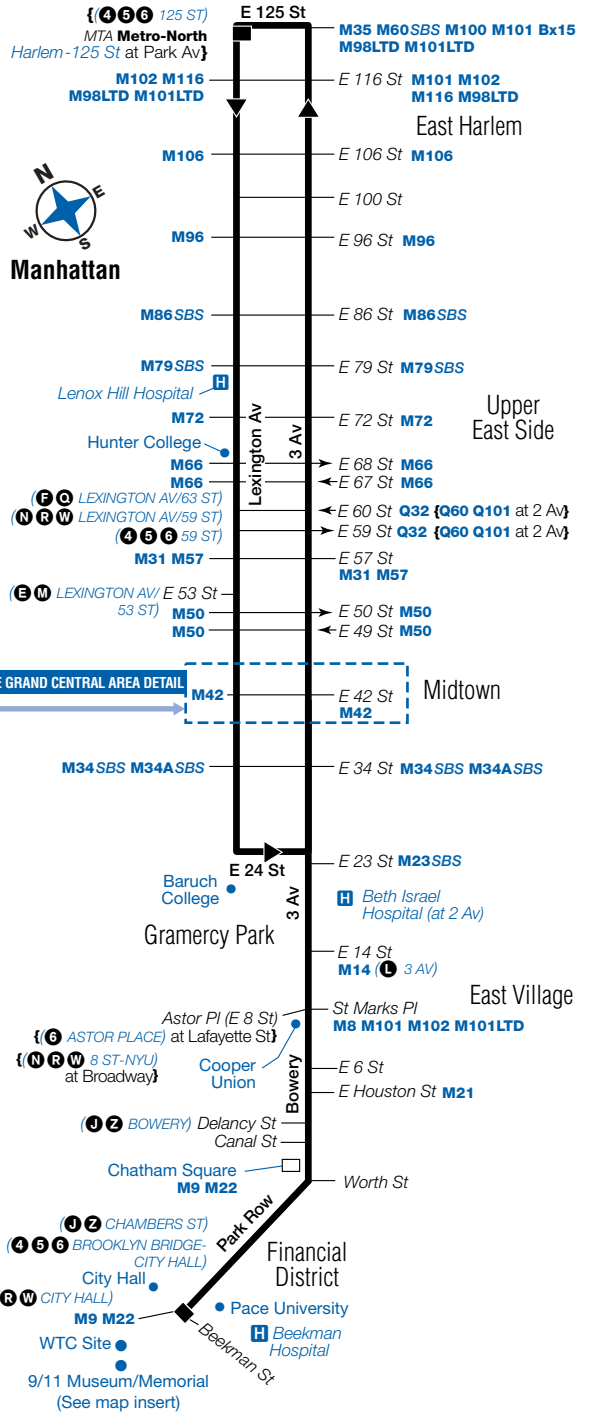 {(4 5 6 125 ST)
E 125 St
MTA Metro-North
Harlem-125 St at Park Av}
M35 M60SBS M100 M101 Bx15
M98LTD M101LTD
M102 M116
M98LTD M101LTD
E 116 St M101 M102
M116 M98LTD
East Harlem
M106
E 106 St M106
N
E
W
S
Manhattan
E 100 St
M96
E 96 St M96
M86SBS
E 86 St M86SBS
M79SBS
E 79 St M79SBS
H
Lenox Hill Hospital
M72
E 72 St M72
Upper
East Side
Lexington Av
3 Av
Hunter College
M66
E 68 St M66
M66
E 67 St M66
(F Q LEXINGTON AV/63 ST)
(N R W LEXINGTON AV/59 ST)
E 60 St Q32 {Q60 Q101 at 2 Av}
(4 5 6 59 ST)
E 59 St Q32 {Q60 Q101 at 2 Av}
M31 M57
E 57 St
M31 M57
(E M LEXINGTON AV/
53 ST)
E 53 St
M50
E 50 St M50
M50
E 49 St M50
E GRAND CENTRAL AREA DETAIL
M42
E 42 St
M42
Midtown
M34SBS M34ASBS
E 34 St M34SBS M34ASBS
E 24 St
E 23 St M23SBS
Baruch
College
3 Av
H Beth Israel
Hospital (at 2 Av)
Gramercy Park
E 14 St
M14 (L 3 AV)
East Village
Astor Pl (E 8 St)
St Marks Pl
M8 M101 M102 M101LTD
{(6 ASTOR PLACE) at Lafayette St}
{(N R W 8 ST-NYU)
at Broadway}
Cooper
Union
Bowery
E 6 St
E Houston St M21
(J Z BOWERY) Delancy St
Canal St
Chatham Square
M9 M22
Worth St
Park Row
(J Z CHAMBERS ST)
(4 5 6 BROOKLYN BRIDGE-
CITY HALL)
Financial
District
City Hall
R W CITY HALL)
M9 M22
Pace University
Beekman St
H Beekman
Hospital
WTC Site
9/11 Museum/Memorial
(See map insert)